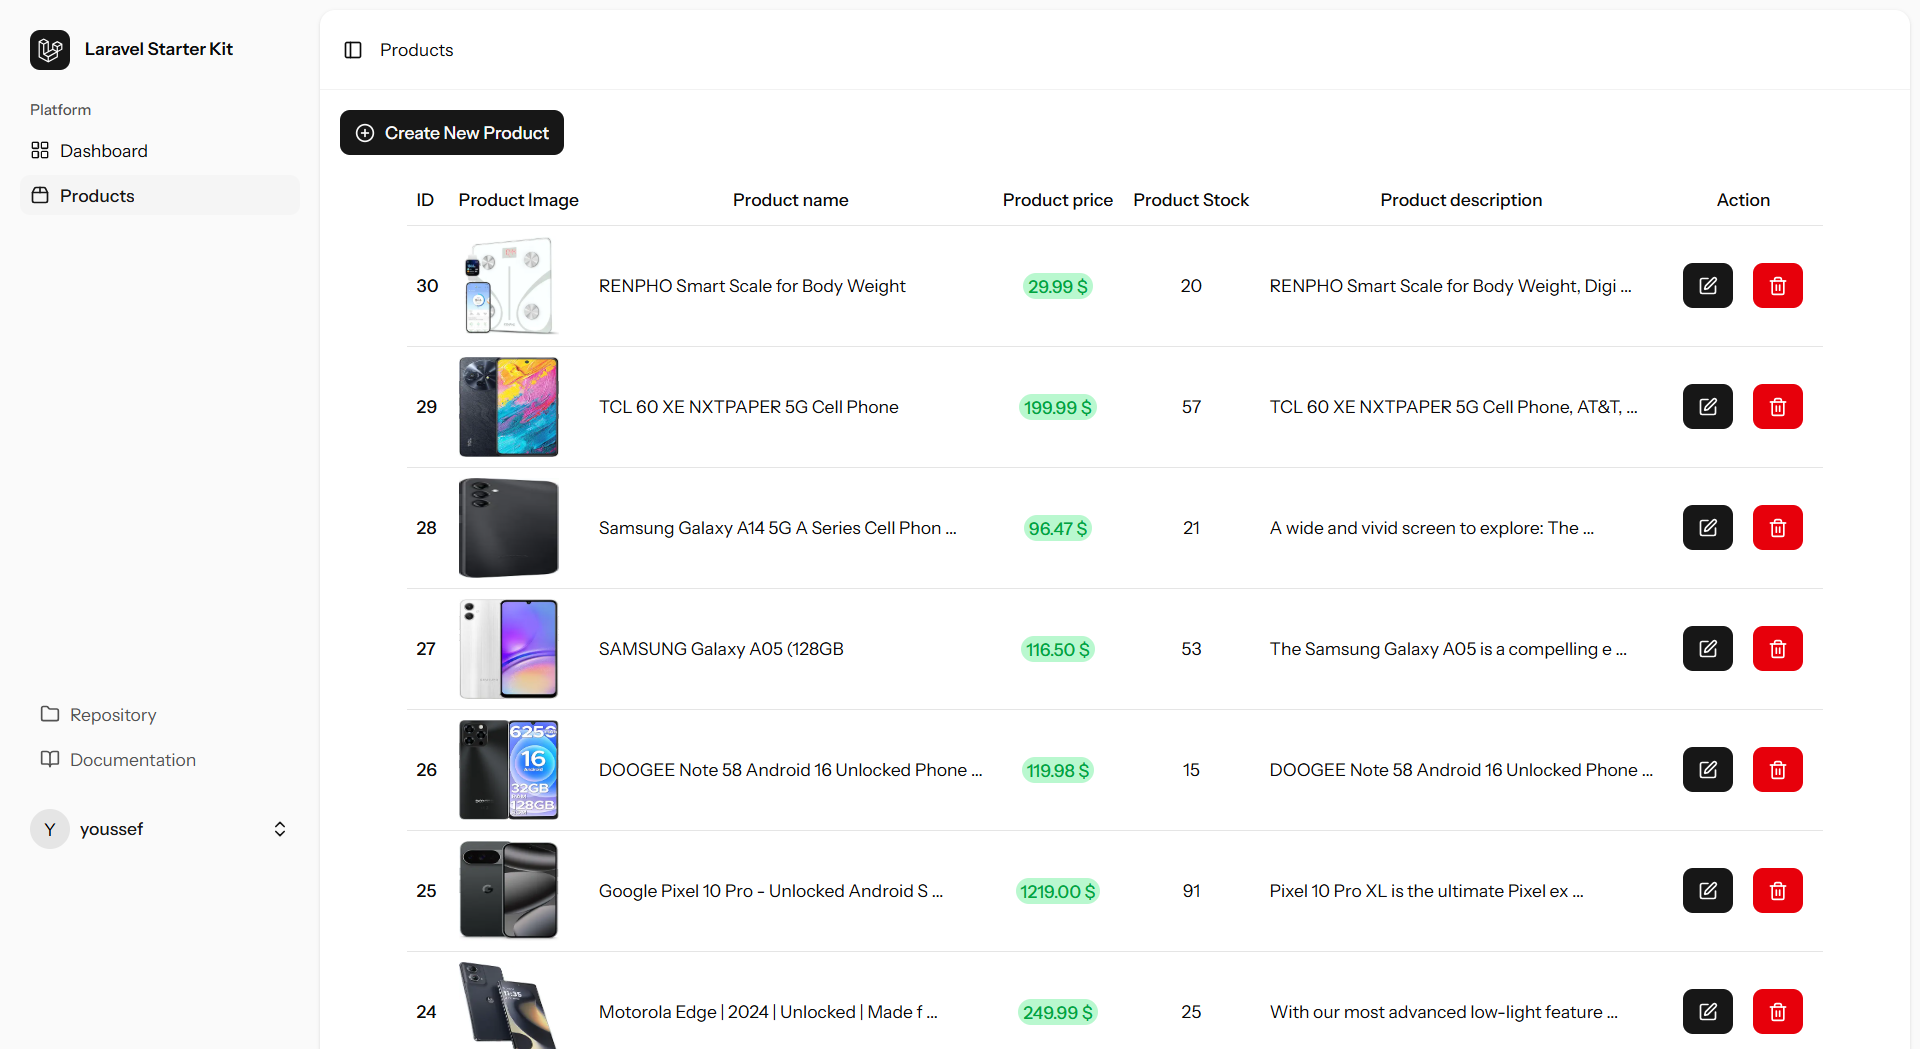 Laravel Starter Kit
Platform
Dashboard
Products
Repository
Documentation
Y youssef
Products
Create New Product
ID Product Image Product name Product price Product Stock Product description Action
30 RENPHO Smart Scale for Body Weight 29.99 $ 20 RENPHO Smart Scale for Body Weight, Digi ...
29 TCL 60 XE NXTPAPER 5G Cell Phone 199.99 $ 57 TCL 60 XE NXTPAPER 5G Cell Phone, AT&T, ...
28 Samsung Galaxy A14 5G A Series Cell Phon ... 96.47 $ 21 A wide and vivid screen to explore: The ...
27 SAMSUNG Galaxy A05 (128GB 116.50 $ 53 The Samsung Galaxy A05 is a compelling e ...
16
Android
32GB
RAM
128GB
26 DOOGEE Note 58 Android 16 Unlocked Phone ... 119.98 $ 15 DOOGEE Note 58 Android 16 Unlocked Phone ...
25 Google Pixel 10 Pro - Unlocked Android S ... 1219.00 $ 91 Pixel 10 Pro XL is the ultimate Pixel ex ...
11:35
24 Motorola Edge | 2024 | Unlocked | Made f ... 249.99 $ 25 With our most advanced low-light feature ...